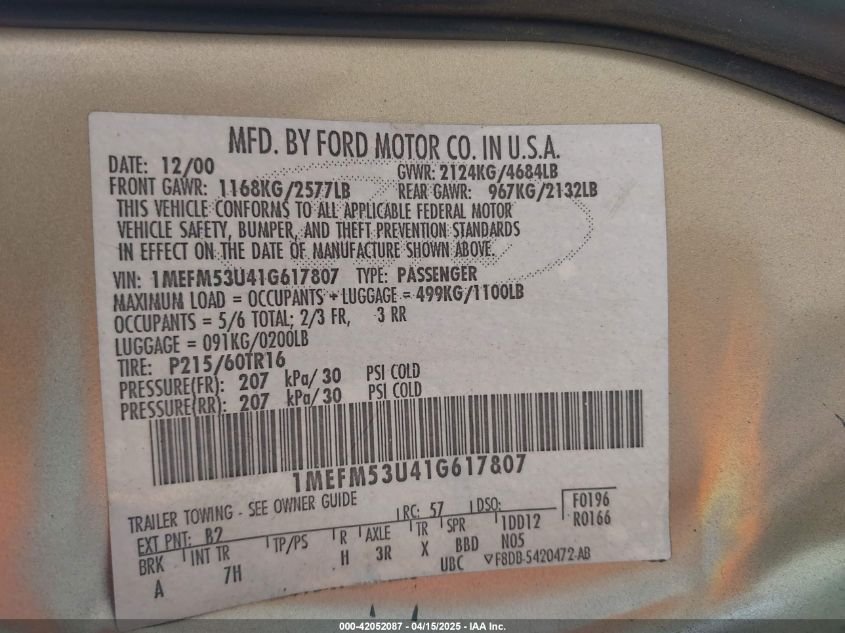 MFD. BY FORD MOTOR CO. IN U.S.A.
DATE: 12/00 GVWR: 2124KG/4684LB
FRONT GAWR: 1168KG/2577LB REAR GAWR: 967KG/2132LB
THIS VEHICLE CONFORMS TO ALL APPLICABLE FEDERAL MOTOR
VEHICLE SAFETY, BUMPER, AND THEFT PREVENTION STANDARDS
IN EFFECT ON THE DATE OF MANUFACTURE SHOWN ABOVE.
VIN: 1MEFM53U41G617807 TYPE: PASSENGER
MAXIMUM LOAD = OCCUPANTS + LUGGAGE = 499KG/1100LB
OCCUPANTS = 5/6 TOTAL; 2/3 FR, 3 RR
LUGGAGE = 091KG/0200LB
TIRE: P215/60TR16
PRESSURE(FR): 207 kPa/ 30 PSI COLD
PRESSURE(RR): 207 kPa/ 30 PSI COLD
1MEFM53U41G617807
TRAILER TOWING - SEE OWNER GUIDE
EXT PNT: B2 RC: 57 DSO: F0196
BRK INT TR TP/PS R AXLE TR SPR 1DD12 R0166
A 7H H 3R X BBD N05
UBC ▽F8DB-5420472-AB
000-42052087 - 04/15/2025 - IAA Inc.